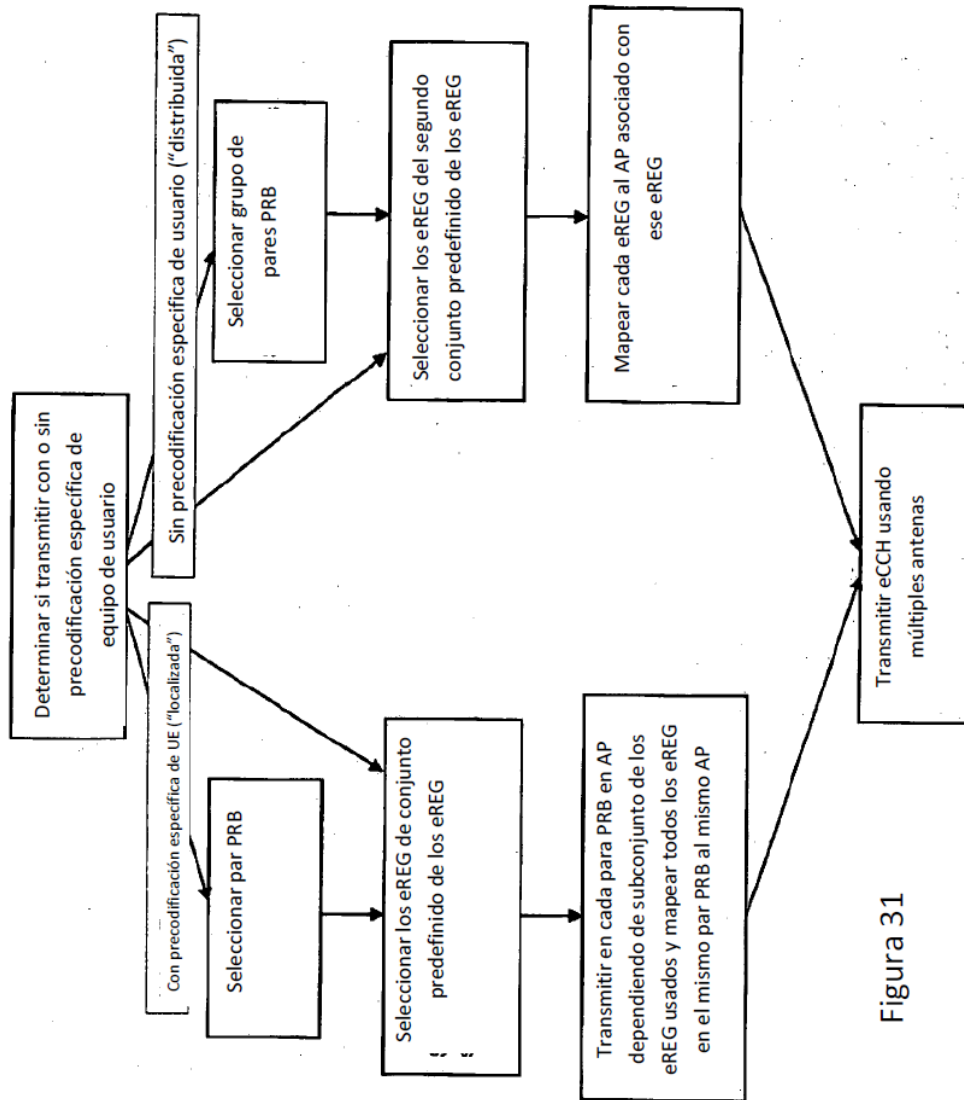 Determinar si transmitir con o sin
precodificación específica de
equipo de usuario
Con precodificación específica de UE ("localizada")
Sin precodificación específica de usuario ("distribuida")
Seleccionar par PRB
Seleccionar grupo de
pares PRB
Seleccionar los eREG de conjunto
predefinido de los eREG
Seleccionar los eREG del segundo
conjunto predefinido de los eREG
Transmitir en cada para PRB en AP
dependiendo de subconjunto de los
eREG usados y mapear todos los eREG
en el mismo par PRB al mismo AP
Mapear cada eREG al AP asociado con
ese eREG
Transmitir eCCH usando
múltiples antenas
Figura 31